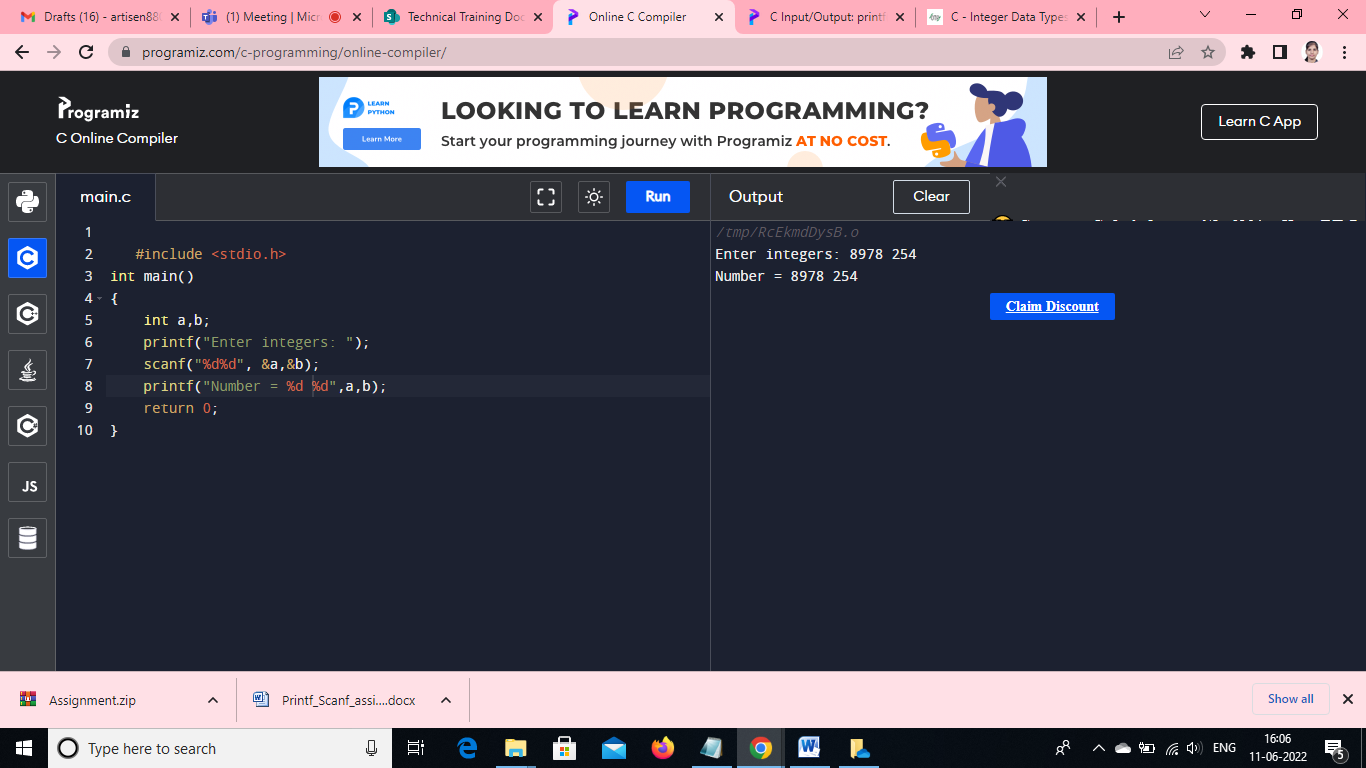 Drafts (16) - artisen88
(1) Meeting | Micr
Technical Training Doc
Online C Compiler
C Input/Output: printf
C - Integer Data Types
programiz.com/c-programming/online-compiler/
Programiz
C Online Compiler
LEARN
PYTHON
Learn More
LOOKING TO LEARN PROGRAMMING?
Start your programming journey with Programiz AT NO COST.
Learn C App
main.c
Run
Output
Clear
1
2 #include <stdio.h>
3 int main()
4 {
5 int a,b;
6 printf("Enter integers: ");
7 scanf("%d%d", &a,&b);
8 printf("Number = %d %d",a,b);
9 return 0;
10 }
/tmp/RcEkmdDysB.o
Enter integers: 8978 254
Number = 8978 254
Claim Discount
JS
Assignment.zip
Printf_Scanf_assi....docx
Show all
Type here to search
ENG
16:06
11-06-2022
5